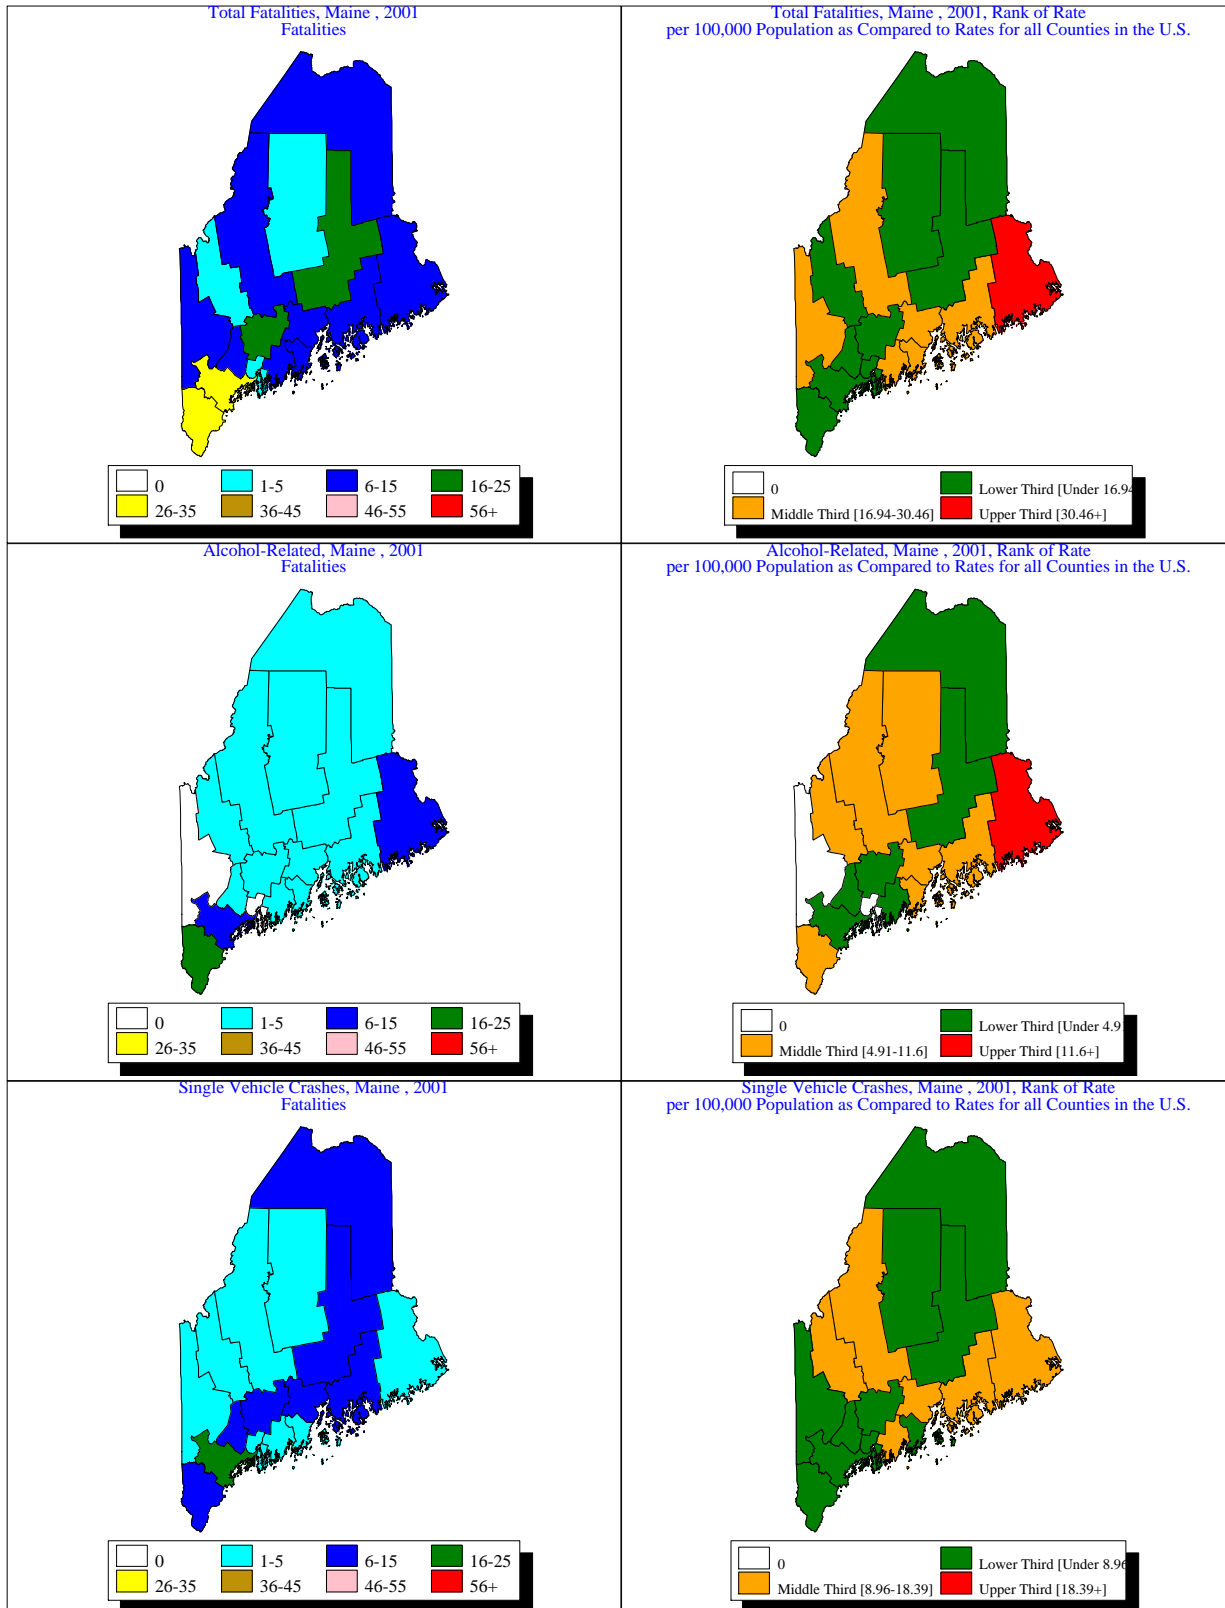 Total Fatalities, Maine , 2001
Fatalities
0
1-5
6-15
16-25
26-35
36-45
46-55
56+
Total Fatalities, Maine , 2001, Rank of Rate
per 100,000 Population as Compared to Rates for all Counties in the U.S.
0
Lower Third [Under 16.94
Middle Third [16.94-30.46]
Upper Third [30.46+]
Alcohol-Related, Maine , 2001
Fatalities
0
1-5
6-15
16-25
26-35
36-45
46-55
56+
Alcohol-Related, Maine , 2001, Rank of Rate
per 100,000 Population as Compared to Rates for all Counties in the U.S.
0
Lower Third [Under 4.91
Middle Third [4.91-11.6]
Upper Third [11.6+]
Single Vehicle Crashes, Maine , 2001
Fatalities
0
1-5
6-15
16-25
26-35
36-45
46-55
56+
Single Vehicle Crashes, Maine , 2001, Rank of Rate
per 100,000 Population as Compared to Rates for all Counties in the U.S.
0
Lower Third [Under 8.96
Middle Third [8.96-18.39]
Upper Third [18.39+]